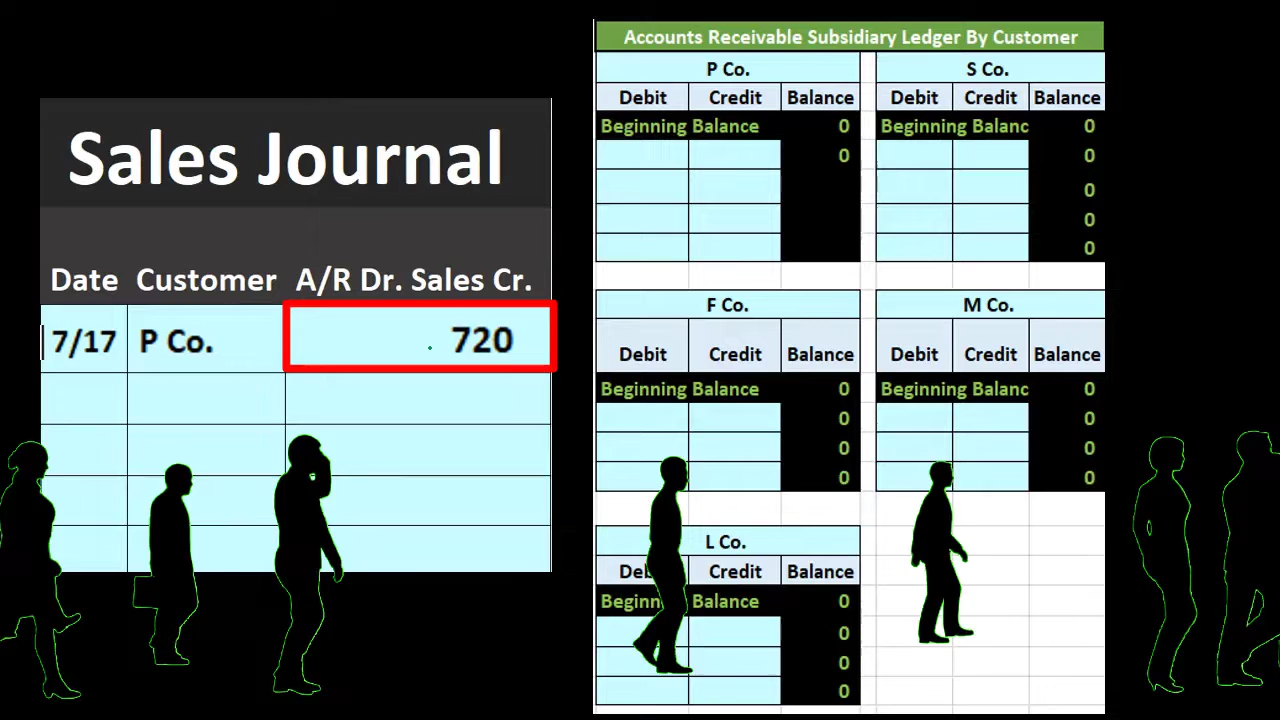 Sales Journal
Date Customer A/R Dr. Sales Cr.
7/17 P Co. 720
Accounts Receivable Subsidiary Ledger By Customer
P Co. S Co.
Debit Credit Balance Debit Credit Balance
Beginning Balance 0 Beginning Balanc 0
0 0
0
0
0
F Co. M Co.
Debit Credit Balance Debit Credit Balance
Beginning Balance 0 Beginning Balanc 0
0 0
0 0
0 0
L Co.
Credit Balance
Balance 0
0
0
0